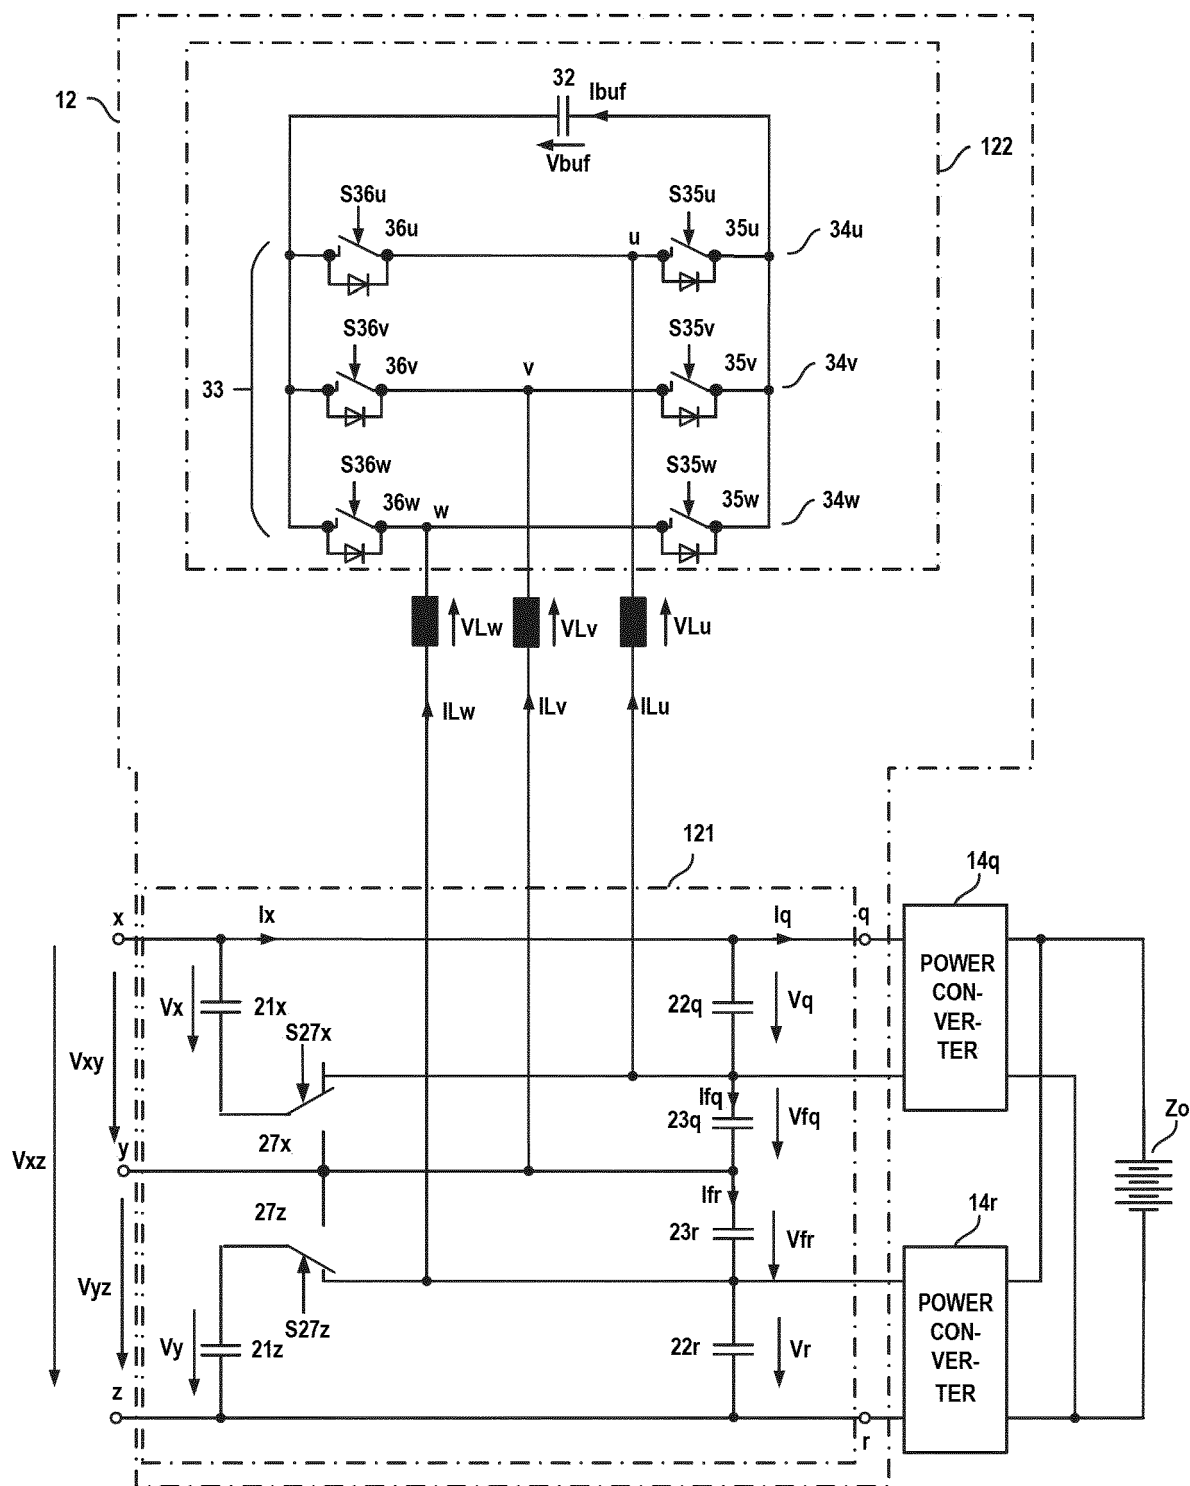 12
32
Ibuf
Vbuf
122
S36u
36u
u
S35u
35u
34u
S36v
36v
v
S35v
35v
34v
33
S36w
36w
w
S35w
35w
34w
VLw
VLv
VLu
ILw
ILv
ILu
121
14q
x
Ix
Iq
q
Vx
21x
S27x
22q
Vq
POWER
CON-
VER-
TER
Vxy
Ifq
23q
Vfq
Zo
Vxz
y
27x
Ifr
27z
23r
Vfr
14r
Vyz
S27z
Vy
21z
22r
Vr
POWER
CON-
VER-
TER
z
r